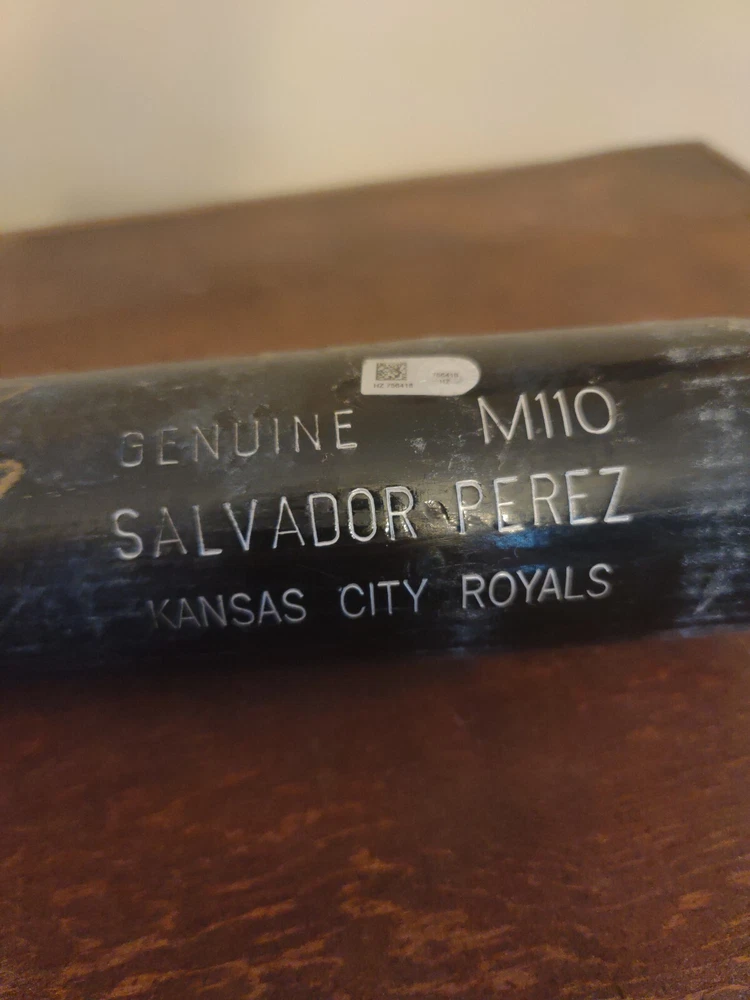 GENUINE M110
SALVADOR PEREZ
KANSAS CITY ROYALS